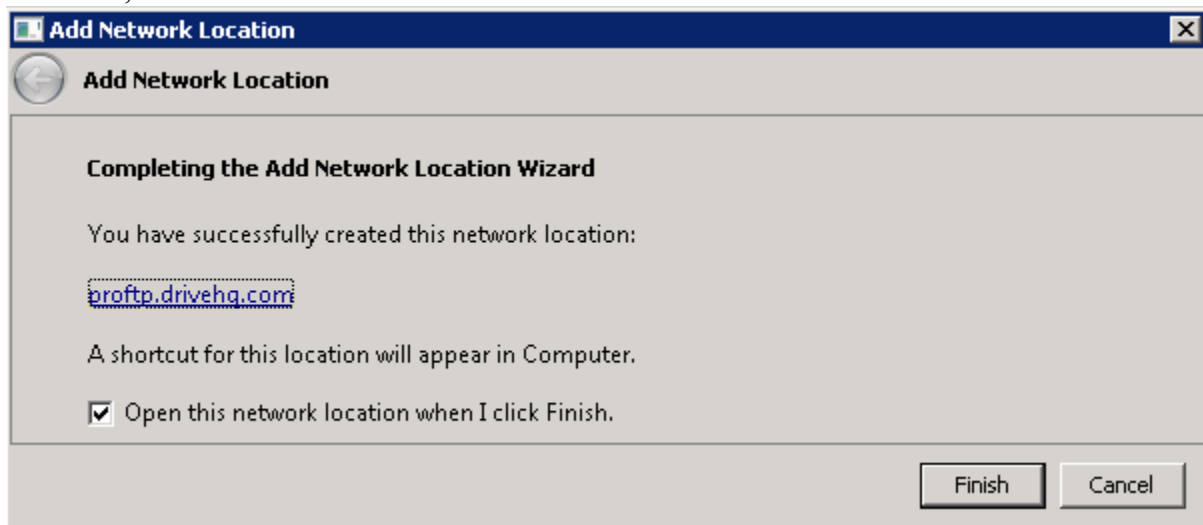 Add Network Location
Add Network Location
Completing the Add Network Location Wizard
You have successfully created this network location:
proftp.drivehq.com
A shortcut for this location will appear in Computer.
Open this network location when I click Finish.
Finish
Cancel